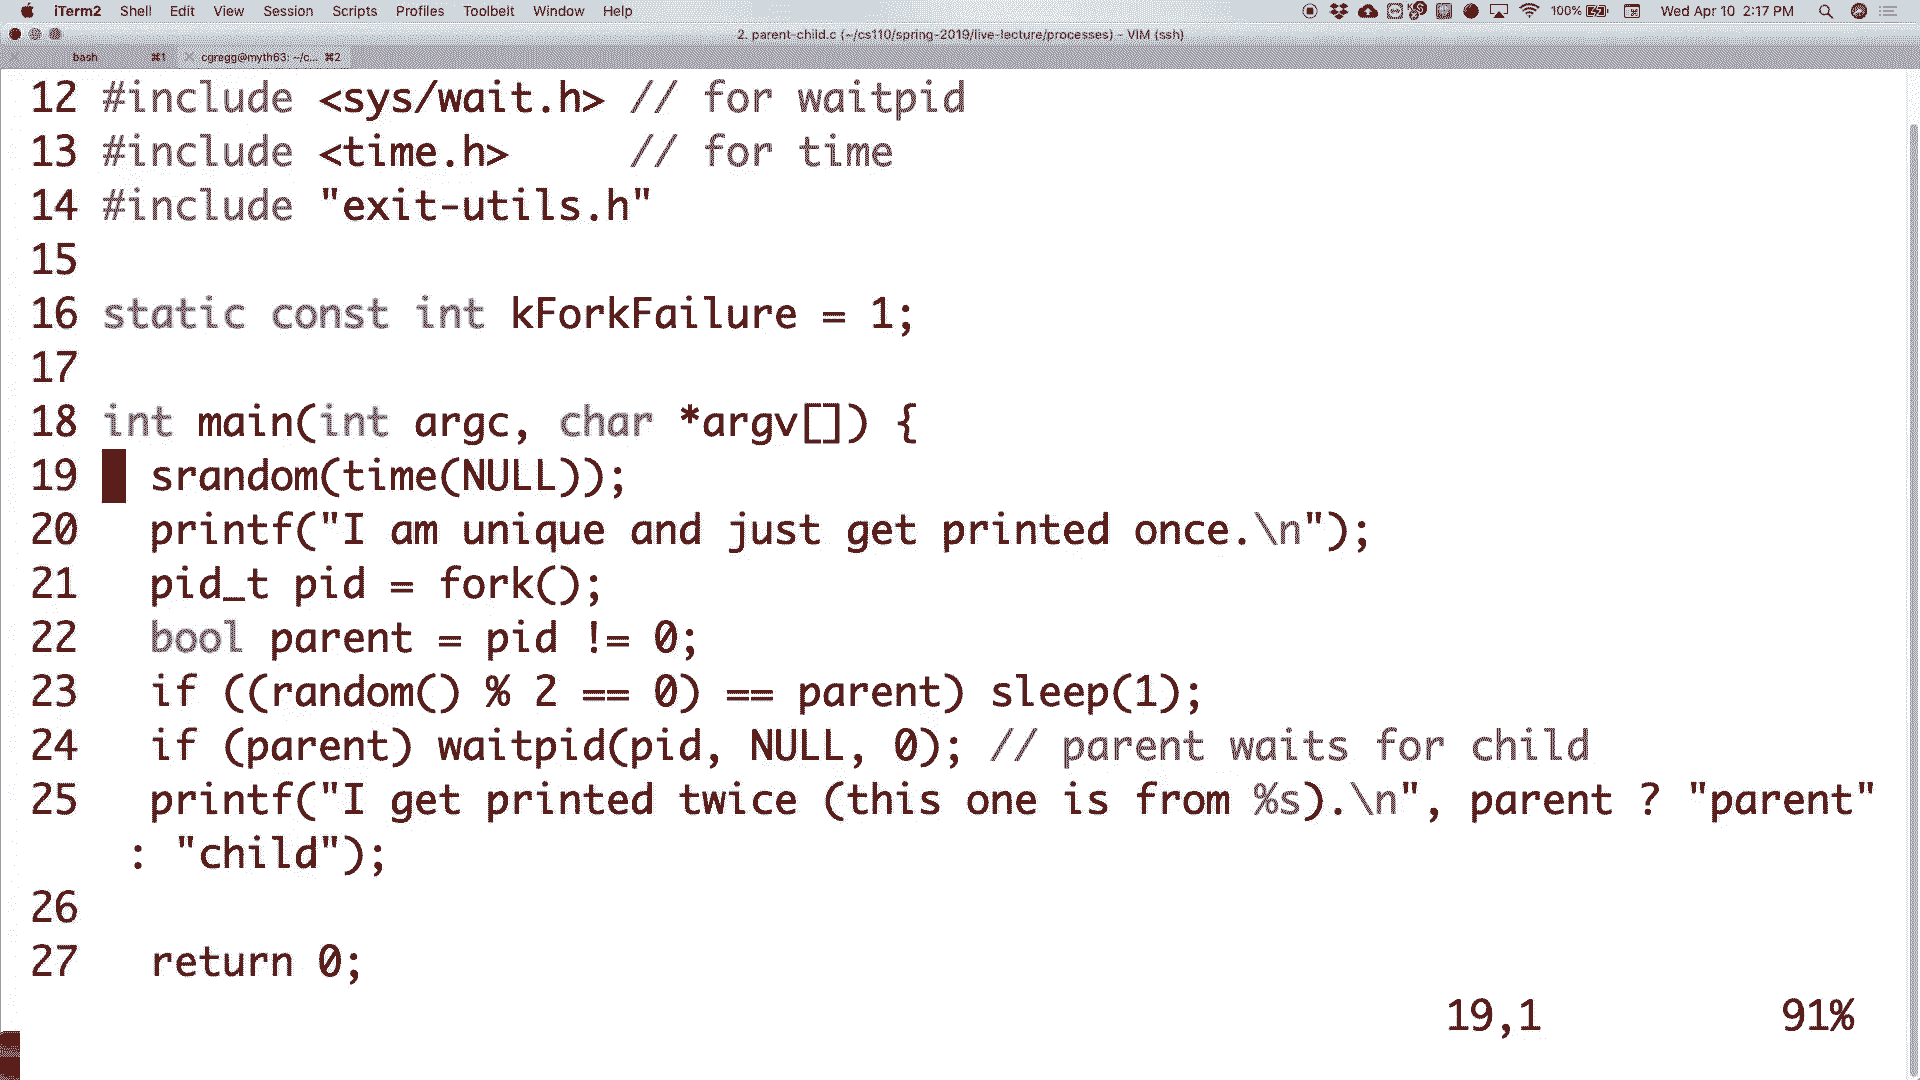 iTerm2 Shell Edit View Session Scripts Profiles Toolbelt Window Help 100% Wed Apr 10 2:17 PM
2. parent-child.c (~/cs110/spring-2019/live-lecture/processes) - VIM (ssh)
bash ⌘1 cgregg@myth63: ~/c... ⌘2
12 #include <sys/wait.h> // for waitpid
13 #include <time.h>     // for time
14 #include "exit-utils.h"
15
16 static const int kForkFailure = 1;
17
18 int main(int argc, char *argv[]) {
19   srandom(time(NULL));
20   printf("I am unique and just get printed once.\n");
21   pid_t pid = fork();
22   bool parent = pid != 0;
23   if ((random() % 2 == 0) == parent) sleep(1);
24   if (parent) waitpid(pid, NULL, 0); // parent waits for child
25   printf("I get printed twice (this one is from %s).\n", parent ? "parent"
: "child");
26
27   return 0;
19,1 91%